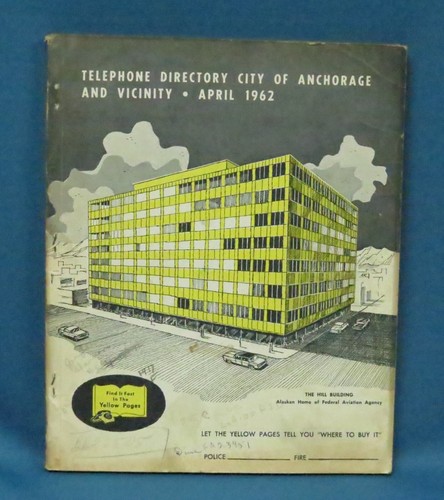 TELEPHONE DIRECTORY CITY OF ANCHORAGE
AND VICINITY • APRIL 1962
Find It Fast
In The
Yellow Pages
THE HILL BUILDING
Alaskan Home of Federal Aviation Agency
LET THE YELLOW PAGES TELL YOU "WHERE TO BUY IT"
POLICE FIRE